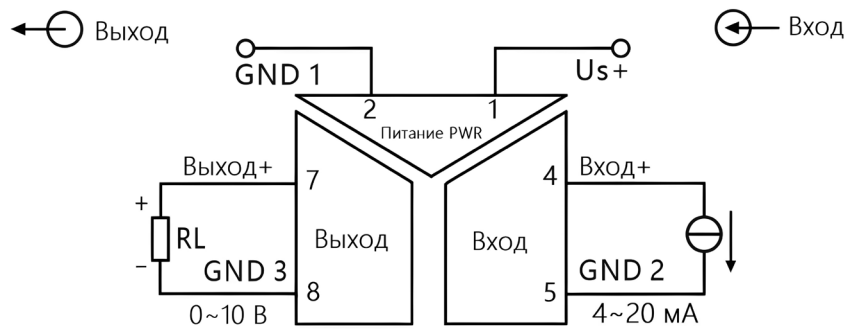 Выход
Вход
GND 1
Us+
2
1
Питание PWR
Выход+
7
4
Вход+
+
RL
Выход
Вход
−
GND 3
GND 2
8
5
0~10 В
4~20 мА